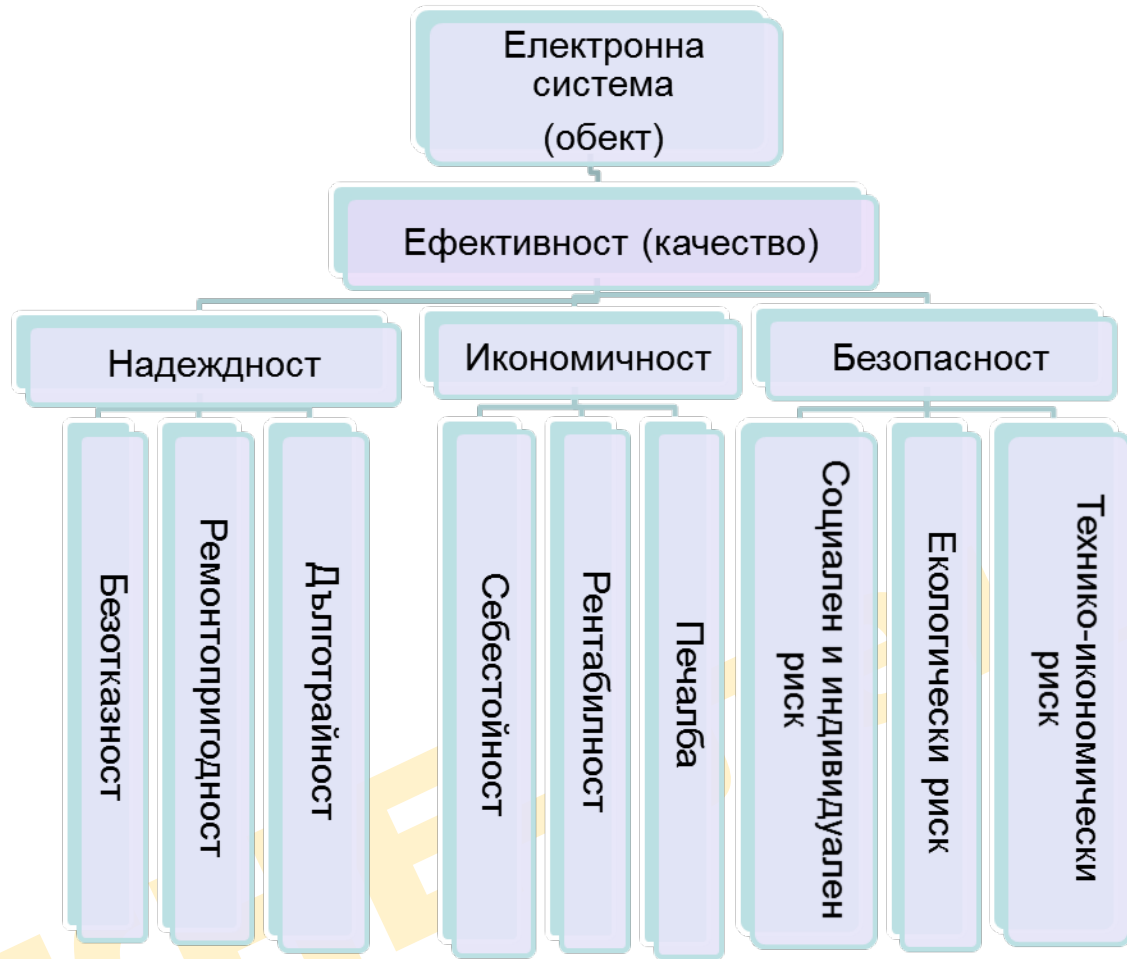 Електронна
система
(обект)
Ефективност (качество)
Надеждност
Икономичност
Безопасност
Безотказност
Ремонтопригодност
Дълготрайност
Себестойност
Рентабилност
Печалба
Социален и индивидуален
риск
Екологически риск
Технико-икономически
риск